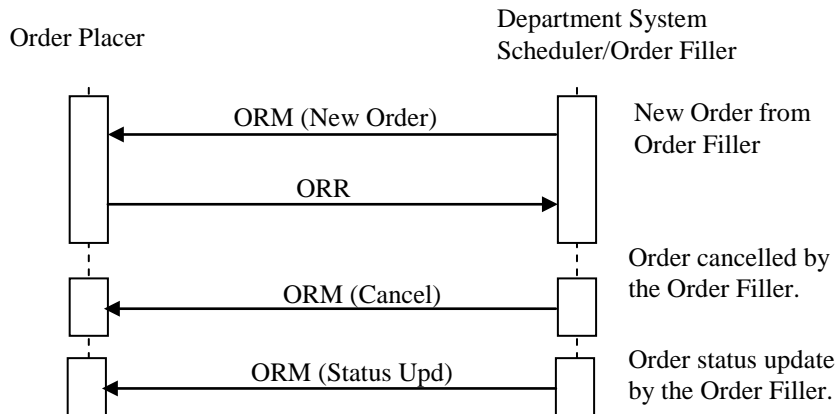 Order Placer
Department System
Scheduler/Order Filler
ORM (New Order)
New Order from
Order Filler
ORR
Order cancelled by
the Order Filler.
ORM (Cancel)
Order status update
by the Order Filler.
ORM (Status Upd)